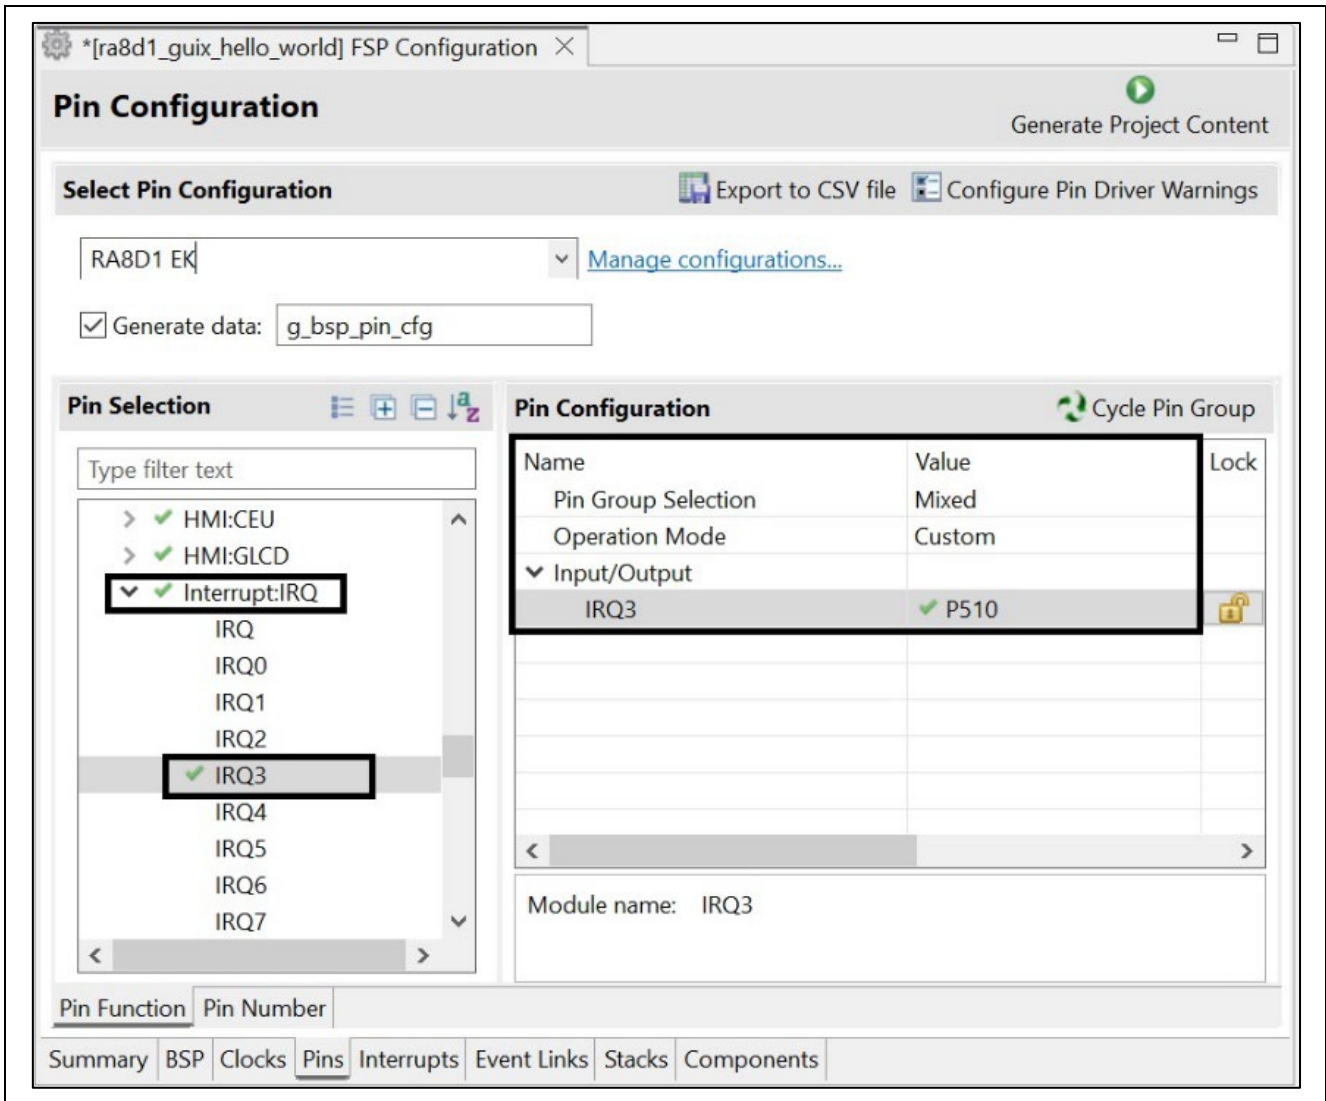 *[ra8d1_guix_hello_world] FSP Configuration
Pin Configuration
Generate Project Content
Select Pin Configuration
Export to CSV file
Configure Pin Driver Warnings
RA8D1 EK
Manage configurations...
Generate data:
g_bsp_pin_cfg
Pin Selection
Type filter text
HMI:CEU
HMI:GLCD
Interrupt:IRQ
IRQ
IRQ0
IRQ1
IRQ2
IRQ3
IRQ4
IRQ5
IRQ6
IRQ7
Pin Configuration
Cycle Pin Group
Name Value Lock
Pin Group Selection Mixed
Operation Mode Custom
Input/Output
IRQ3 P510
Module name: IRQ3
Pin Function Pin Number
Summary BSP Clocks Pins Interrupts Event Links Stacks Components